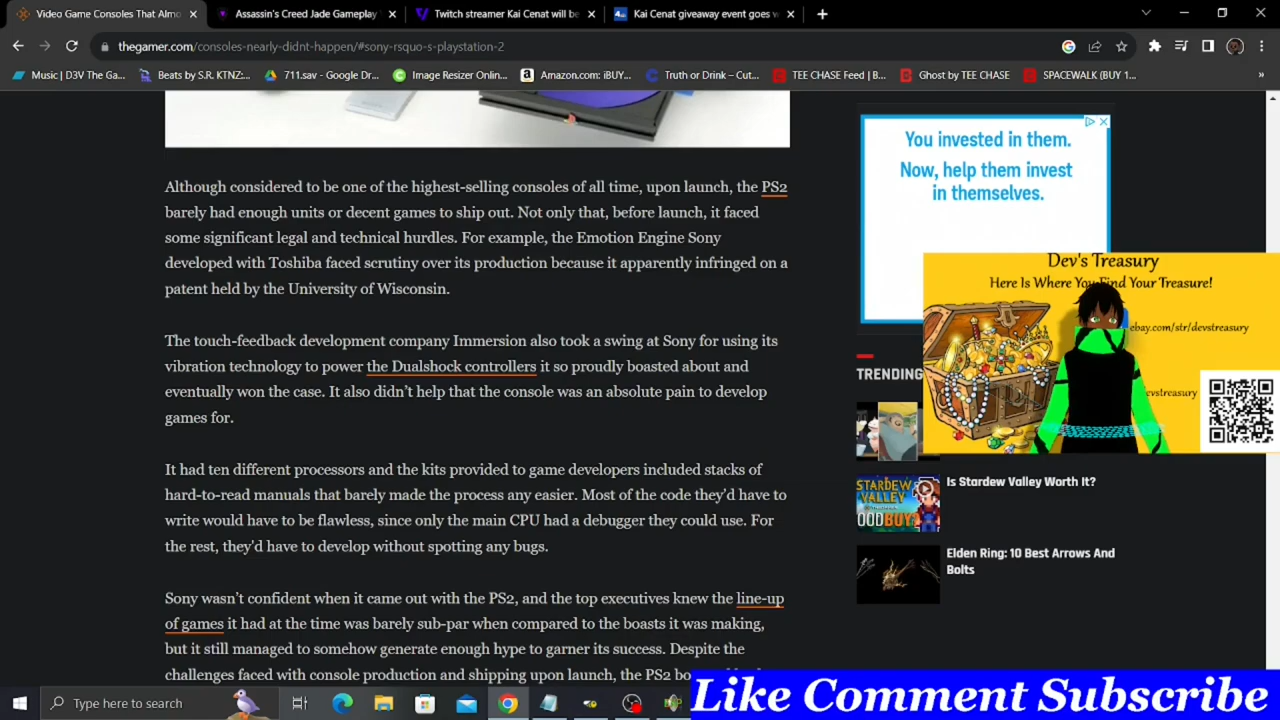 Video Game Consoles That Almo
Assassin's Creed Jade Gameplay
Twitch streamer Kai Cenat will be
Kai Cenat giveaway event goes v
thegamer.com/consoles-nearly-didnt-happen/#sony-rsquo-s-playstation-2
Music | D3V The Ga...
Beats by S.R. KTNZ:...
711.sav - Google Dr...
Image Resizer Onlin...
Amazon.com: iBUY...
Truth or Drink – Cut...
TEE CHASE Feed | B...
Ghost by TEE CHASE
SPACEWALK (BUY 1...
Although considered to be one of the highest-selling consoles of all time, upon launch, the PS2
barely had enough units or decent games to ship out. Not only that, before launch, it faced
some significant legal and technical hurdles. For example, the Emotion Engine Sony
developed with Toshiba faced scrutiny over its production because it apparently infringed on a
patent held by the University of Wisconsin.
The touch-feedback development company Immersion also took a swing at Sony for using its
vibration technology to power the Dualshock controllers it so proudly boasted about and
eventually won the case. It also didn't help that the console was an absolute pain to develop
games for.
It had ten different processors and the kits provided to game developers included stacks of
hard-to-read manuals that barely made the process any easier. Most of the code they'd have to
write would have to be flawless, since only the main CPU had a debugger they could use. For
the rest, they'd have to develop without spotting any bugs.
Sony wasn't confident when it came out with the PS2, and the top executives knew the line-up
of games it had at the time was barely sub-par when compared to the boasts it was making,
but it still managed to somehow generate enough hype to garner its success. Despite the
challenges faced with console production and shipping upon launch, the PS2
You invested in them.
Now, help them invest
in themselves.
Dev's Treasury
Here Is Where You Find Your Treasure!
ebay.com/str/devstreasury
devstreasury
TRENDING
STARDEW
VALLEY
OOD BUY
Is Stardew Valley Worth It?
Elden Ring: 10 Best Arrows And
Bolts
Type here to search
Like Comment Subscribe